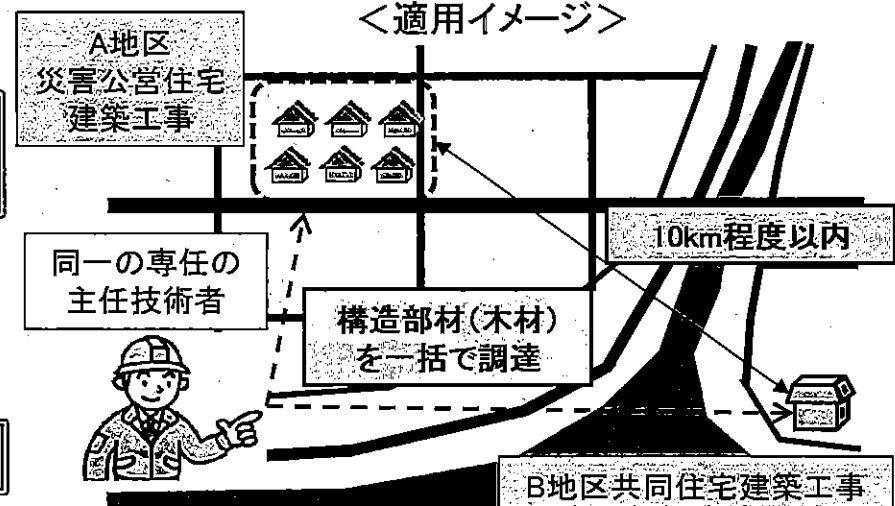 ＜適用イメージ＞
A地区
災害公営住宅
建築工事
10km程度以内
同一の専任の
主任技術者
構造部材(木材)
を一括で調達
B地区共同住宅建築工事